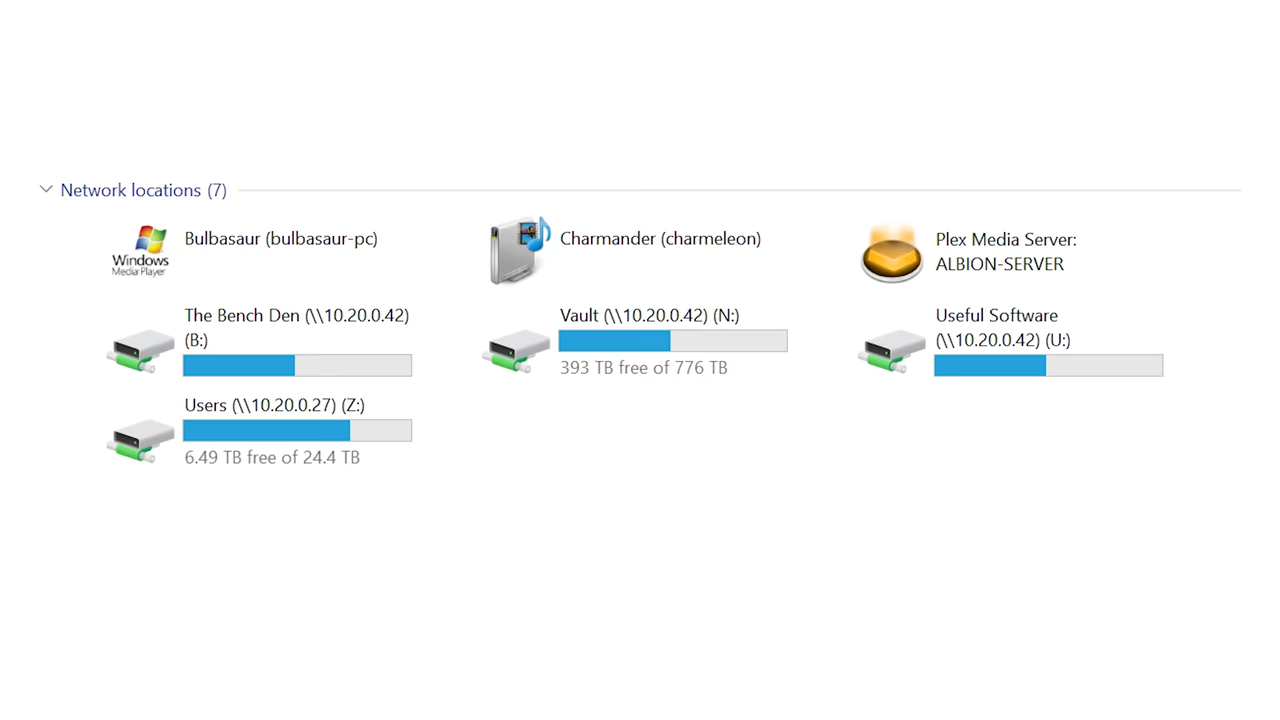 Network locations (7)
Windows
Media Player
Bulbasaur (bulbasaur-pc)
Charmander (charmeleon)
Plex Media Server:
ALBION-SERVER
The Bench Den (\\10.20.0.42)
(B:)
Vault (\\10.20.0.42) (N:)
393 TB free of 776 TB
Useful Software
(\\10.20.0.42) (U:)
Users (\\10.20.0.27) (Z:)
6.49 TB free of 24.4 TB